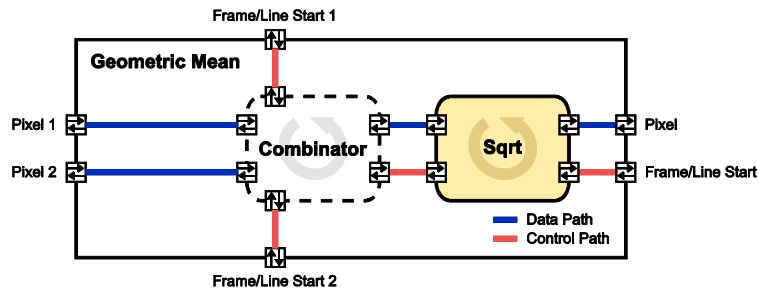 Frame/Line Start 1
Geometric Mean
Pixel 1
Pixel 2
Combinator
Sqrt
Pixel
Frame/Line Start
Data Path
Control Path
Frame/Line Start 2